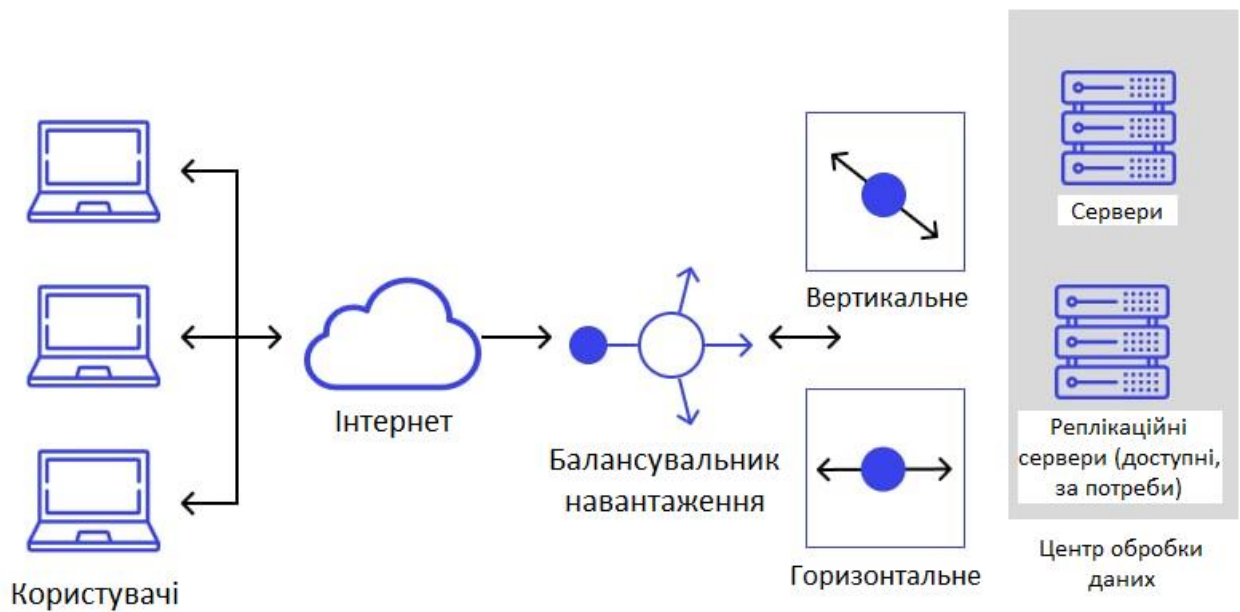 Користувачі
Інтернет
Балансувальник
навантаження
Вертикальне
Горизонтальне
Сервери
Реплікаційні
сервери (доступні,
за потреби)
Центр обробки
даних